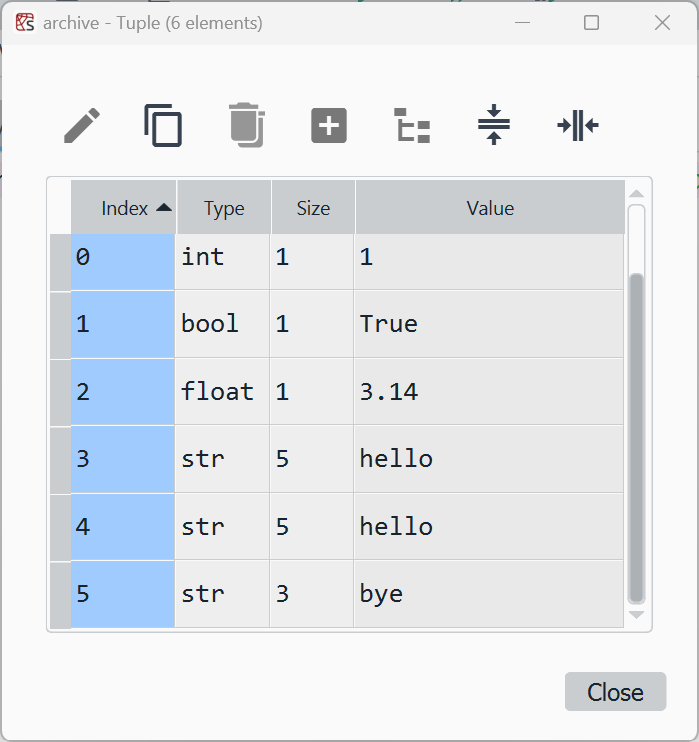 archive - Tuple (6 elements)
Index Type Size Value
0 int 1 1
1 bool 1 True
2 float 1 3.14
3 str 5 hello
4 str 5 hello
5 str 3 bye
Close